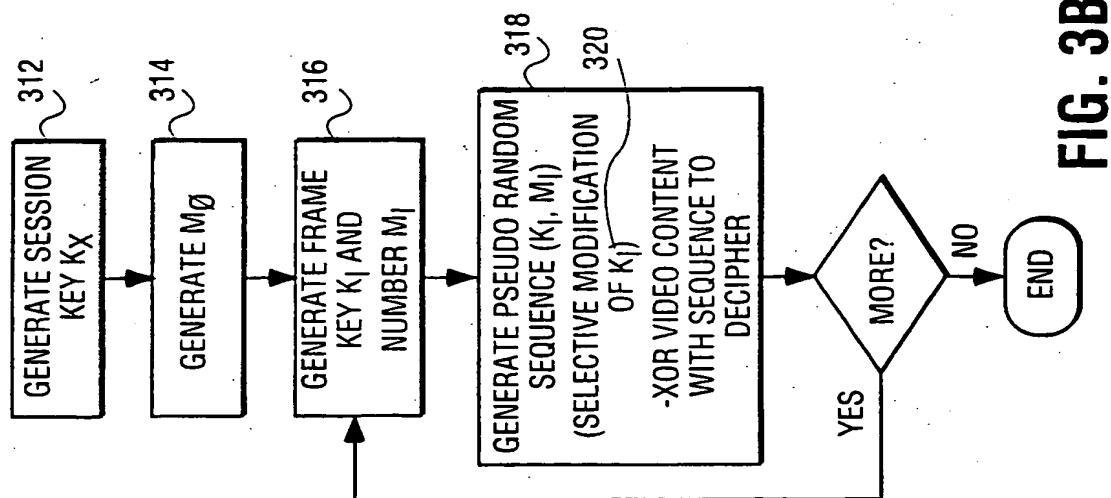 GENERATE SESSION
KEY KX
312
GENERATE MØ
314
GENERATE FRAME
KEY KI AND
NUMBER MI
316
GENERATE PSEUDO RANDOM
SEQUENCE (KI, MI)
(SELECTIVE MODIFICATION
OF KI)
-XOR VIDEO CONTENT
WITH SEQUENCE TO
DECIPHER
318
320
MORE?
YES
NO
END
FIG. 3B